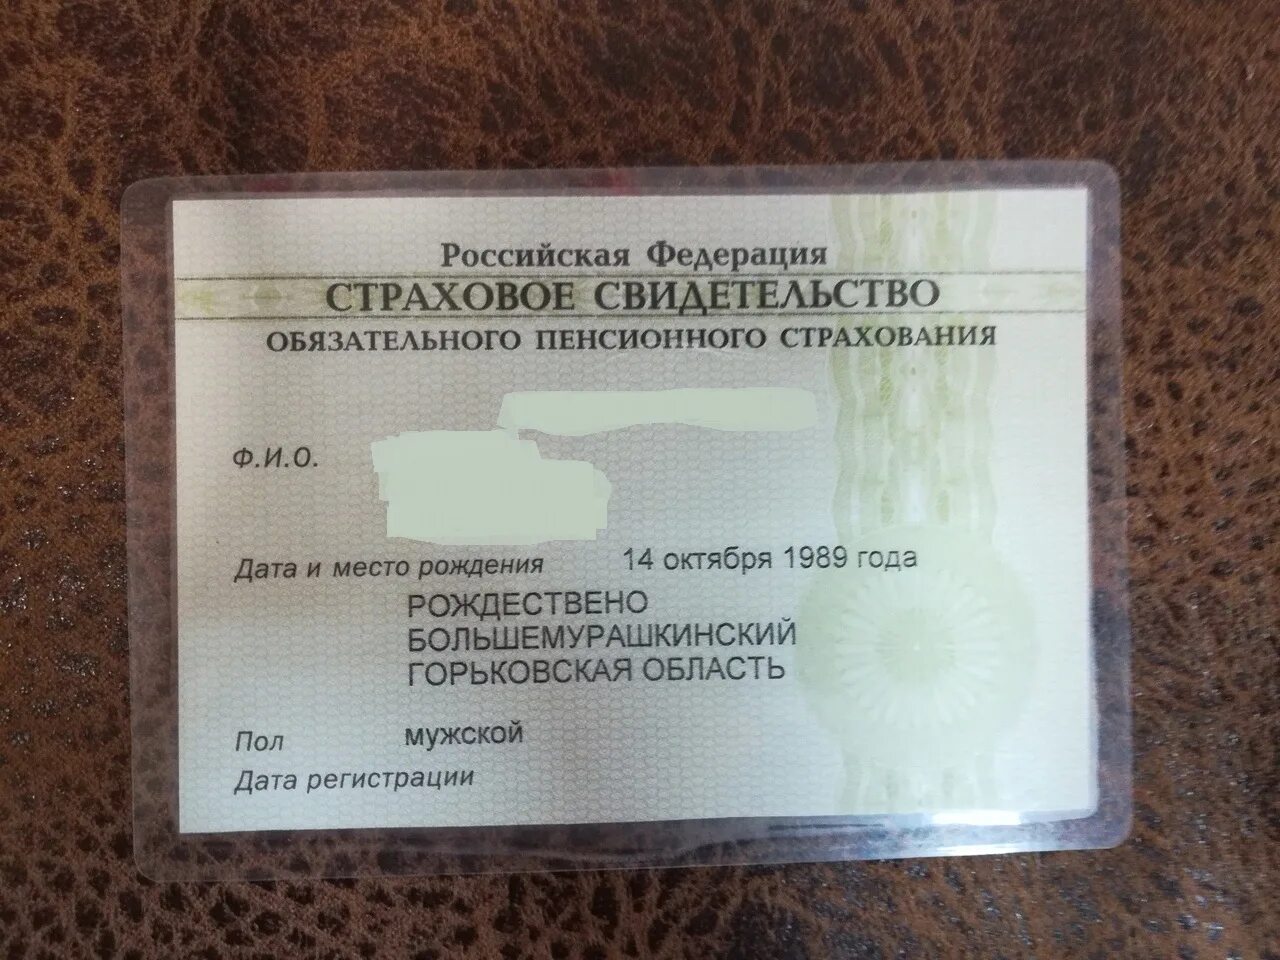 Российская Федерация
СТРАХОВОЕ СВИДЕТЕЛЬСТВО
ОБЯЗАТЕЛЬНОГО ПЕНСИОННОГО СТРАХОВАНИЯ
Ф.И.О.
Дата и место рождения 14 октября 1989 года
РОЖДЕСТВЕНО
БОЛЬШЕМУРАШКИНСКИЙ
ГОРЬКОВСКАЯ ОБЛАСТЬ
Пол мужской
Дата регистрации